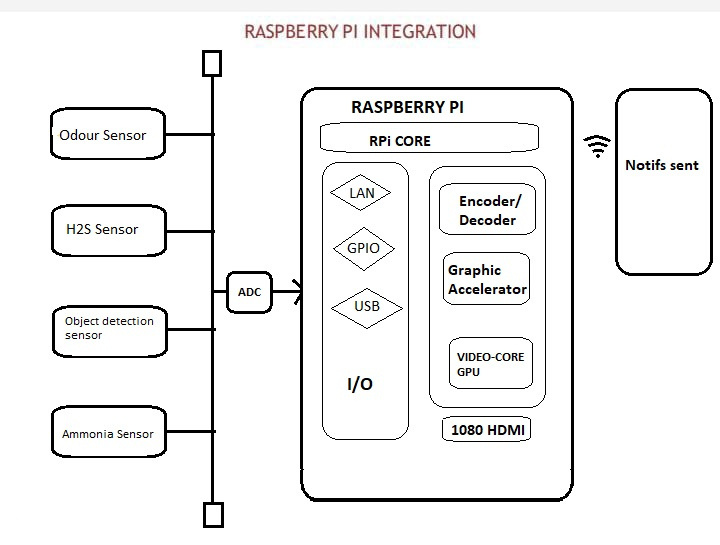 RASPBERRY PI INTEGRATION
Odour Sensor
H2S Sensor
Object detection
sensor
Ammonia Sensor
ADC
RASPBERRY PI
RPi CORE
LAN
GPIO
USB
I/O
Encoder/
Decoder
Graphic
Accelerator
VIDEO-CORE
GPU
1080 HDMI
Notifs sent